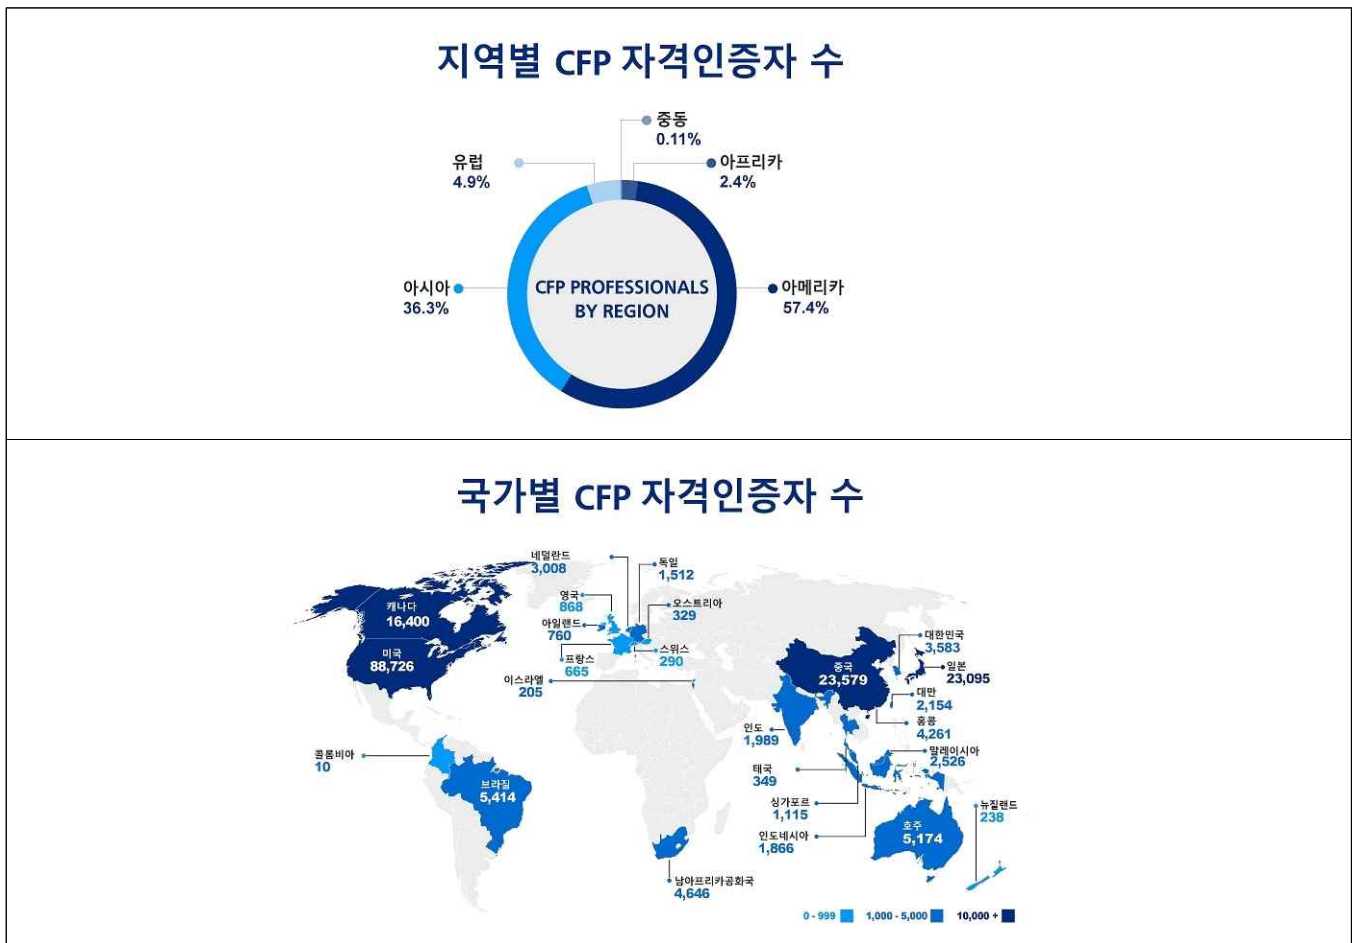 지역별 CFP 자격인증자 수
중동
0.11%
유럽
4.9%
아프리카
2.4%
아시아
36.3%
CFP PROFESSIONALS
BY REGION
아메리카
57.4%
국가별 CFP 자격인증자 수
네덜란드
3,008
독일
1,512
영국
868
오스트리아
329
캐나다
16,400
아일랜드
760
미국
88,726
프랑스
665
스위스
290
이스라엘
205
대한민국
3,583
중국
23,579
일본
23,095
대만
2,154
홍콩
4,261
인도
1,989
말레이시아
2,526
태국
349
콜롬비아
10
브라질
5,414
싱가포르
1,115
뉴질랜드
238
인도네시아
1,866
호주
5,174
남아프리카공화국
4,646
0 - 999
1,000 - 5,000
10,000 +